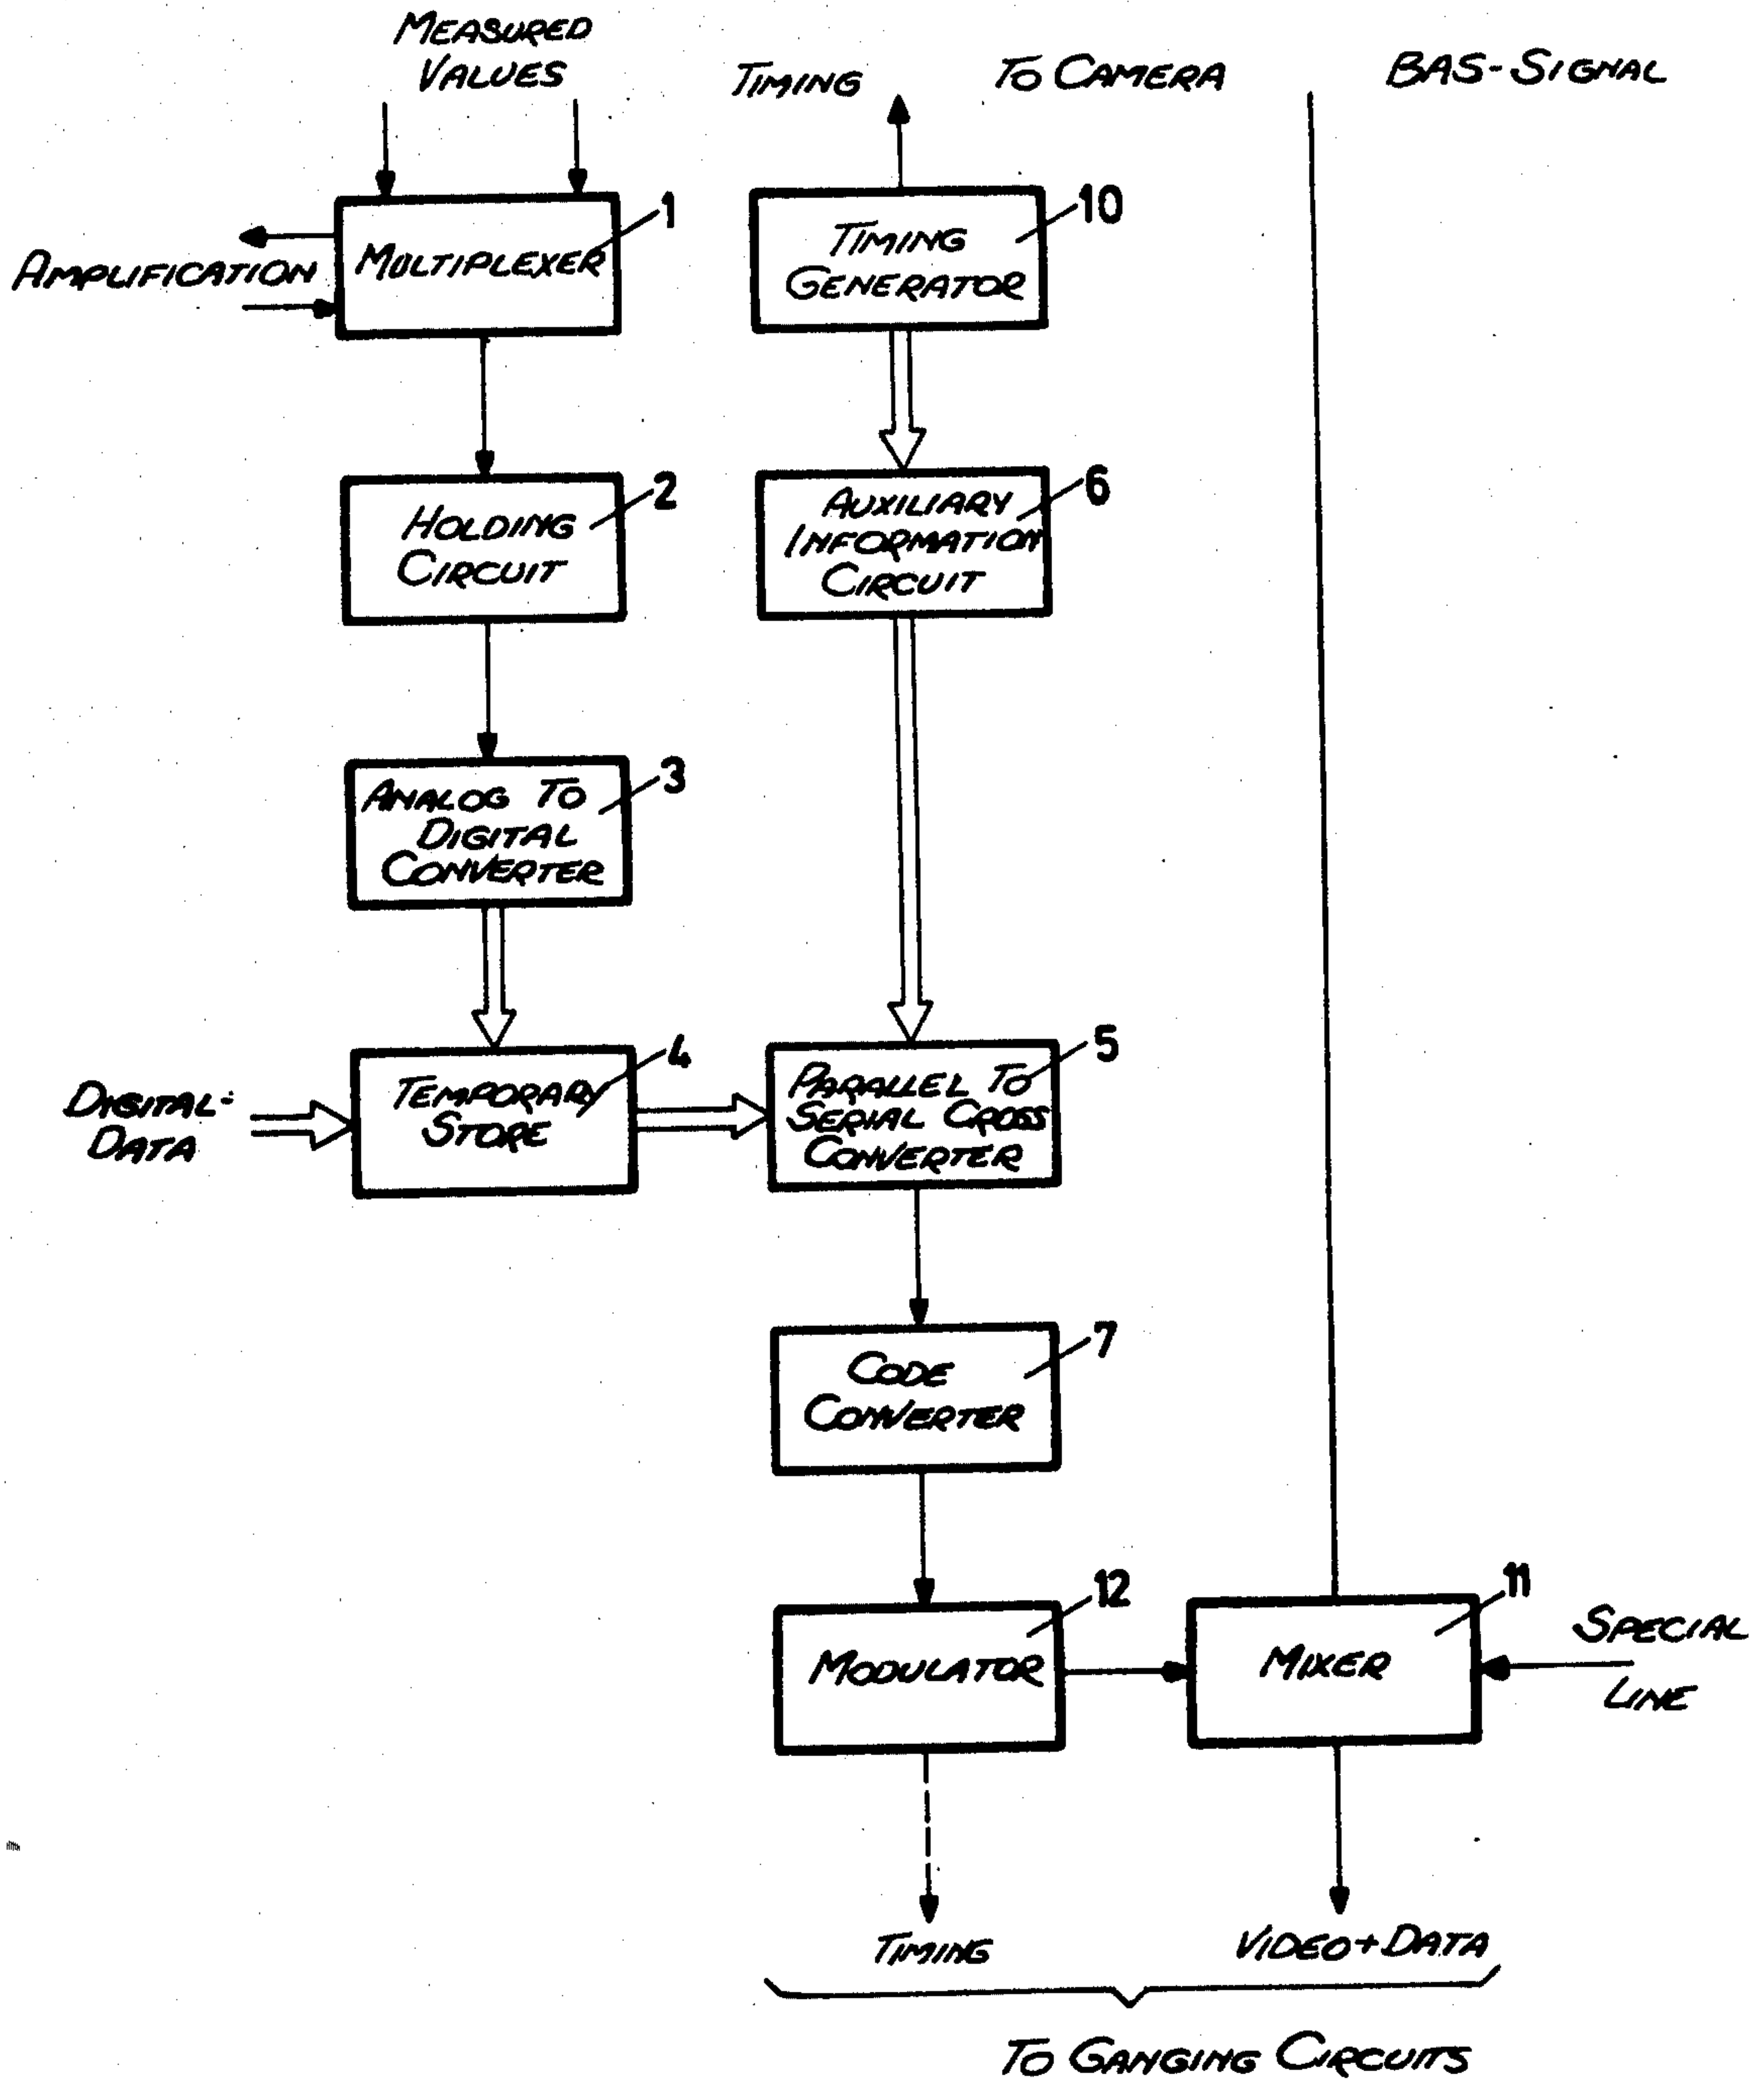 MEASURED
VALUES
TIMING
TO CAMERA
BAS-SIGNAL
AMPLIFICATION
MULTIPLEXER
1
TIMING
GENERATOR
10
HOLDING
CIRCUIT
2
AUXILIARY
INFORMATION
CIRCUIT
6
ANALOG TO
DIGITAL
CONVERTER
3
DIGITAL-
DATA
TEMPORARY
STORE
4
PARALLEL TO
SERIAL CROSS
CONVERTER
5
CODE
CONVERTER
7
MODULATOR
12
MIXER
11
SPECIAL
LINE
TIMING
VIDEO+DATA
TO GANGING CIRCUITS